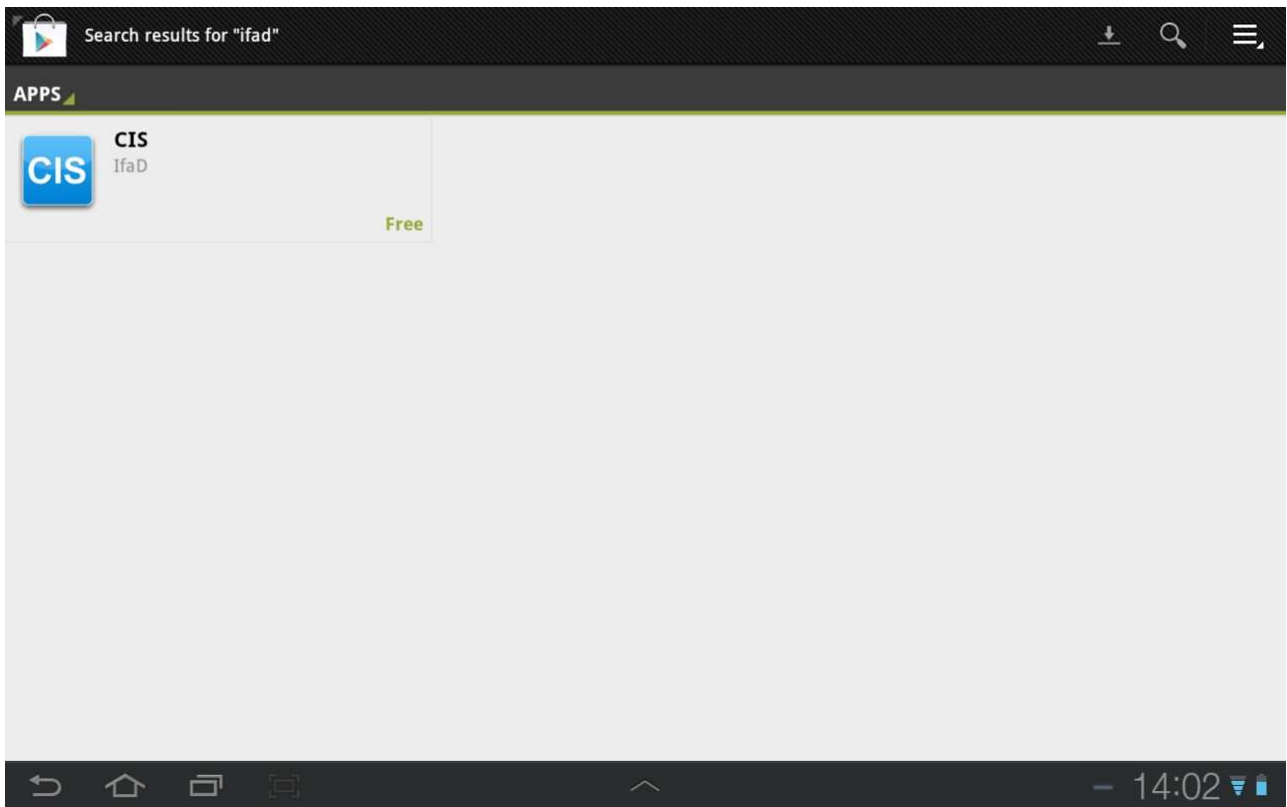 Search results for "ifad"
APPS
CIS
CIS
IfaD
Free
14:02